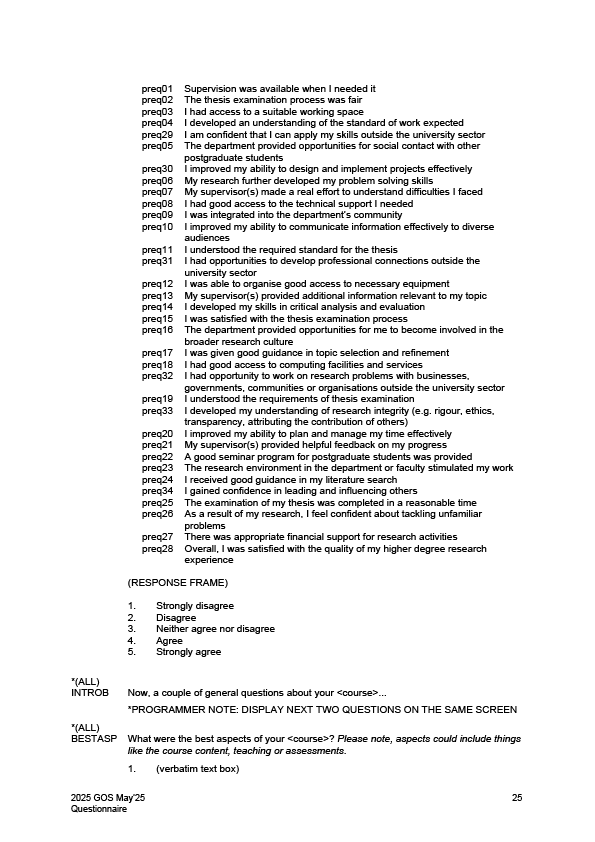 preq01 Supervision was available when I needed it
preq02 The thesis examination process was fair
preq03 I had access to a suitable working space
preq04 I developed an understanding of the standard of work expected
preq29 I am confident that I can apply my skills outside the university sector
preq05 The department provided opportunities for social contact with other
postgraduate students
preq30 I improved my ability to design and implement projects effectively
preq06 My research further developed my problem solving skills
preq07 My supervisor(s) made a real effort to understand difficulties I faced
preq08 I had good access to the technical support I needed
preq09 I was integrated into the department's community
preq10 I improved my ability to communicate information effectively to diverse
audiences
preq11 I understood the required standard for the thesis
preq31 I had opportunities to develop professional connections outside the
university sector
preq12 I was able to organise good access to necessary equipment
preq13 My supervisor(s) provided additional information relevant to my topic
preq14 I developed my skills in critical analysis and evaluation
preq15 I was satisfied with the thesis examination process
preq16 The department provided opportunities for me to become involved in the
broader research culture
preq17 I was given good guidance in topic selection and refinement
preq18 I had good access to computing facilities and services
preq32 I had opportunity to work on research problems with businesses,
governments, communities or organisations outside the university sector
preq19 I understood the requirements of thesis examination
preq33 I developed my understanding of research integrity (e.g. rigour, ethics,
transparency, attributing the contribution of others)
preq20 I improved my ability to plan and manage my time effectively
preq21 My supervisor(s) provided helpful feedback on my progress
preq22 A good seminar program for postgraduate students was provided
preq23 The research environment in the department or faculty stimulated my work
preq24 I received good guidance in my literature search
preq34 I gained confidence in leading and influencing others
preq25 The examination of my thesis was completed in a reasonable time
preq26 As a result of my research, I feel confident about tackling unfamiliar
problems
preq27 There was appropriate financial support for research activities
preq28 Overall, I was satisfied with the quality of my higher degree research
experience
(RESPONSE FRAME)
1. Strongly disagree
2. Disagree
3. Neither agree nor disagree
4. Agree
5. Strongly agree
*(ALL)
INTROB Now, a couple of general questions about your <course>...
*PROGRAMMER NOTE: DISPLAY NEXT TWO QUESTIONS ON THE SAME SCREEN
*(ALL)
BESTASP What were the best aspects of your <course>? Please note, aspects could include things
like the course content, teaching or assessments.
1. (verbatim text box)
2025 GOS May'25 25
Questionnaire